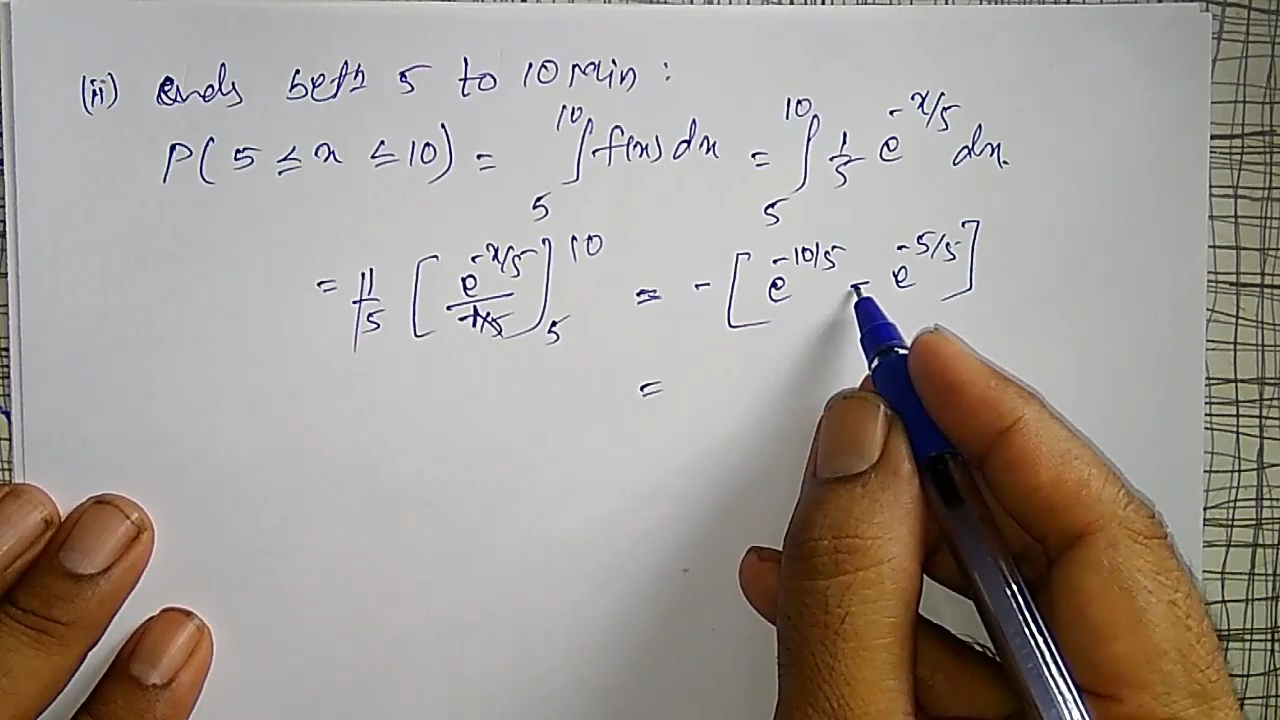 (ii) ends betn 5 to 10 Min :
P( 5 ≤ x ≤ 10) = ∫₅¹⁰ f(x) dx = ∫₅¹⁰ 1/5 e^{-x/5} dx.
= 1/5 [ e^{-x/5} / -1/5 ]₅¹⁰ = - [ e^{-10/5} - e^{-5/5} ]
=